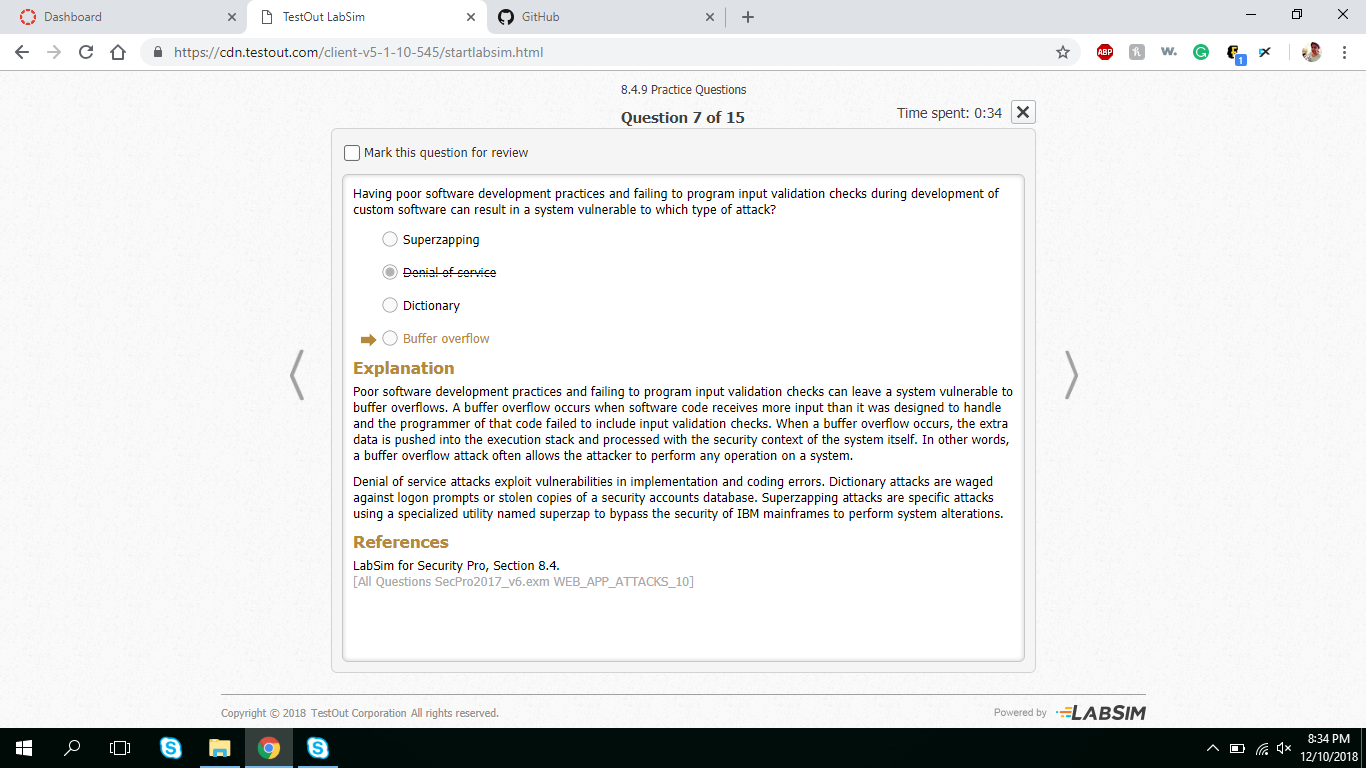 Dashboard
TestOut LabSim
GitHub
https://cdn.testout.com/client-v5-1-10-545/startlabsim.html
ABP
w.
1
8.4.9 Practice Questions
Question 7 of 15
Time spent: 0:34
Mark this question for review
Having poor software development practices and failing to program input validation checks during development of
custom software can result in a system vulnerable to which type of attack?
Superzapping
Denial of service
Dictionary
Buffer overflow
Explanation
Poor software development practices and failing to program input validation checks can leave a system vulnerable to
buffer overflows. A buffer overflow occurs when software code receives more input than it was designed to handle
and the programmer of that code failed to include input validation checks. When a buffer overflow occurs, the extra
data is pushed into the execution stack and processed with the security context of the system itself. In other words,
a buffer overflow attack often allows the attacker to perform any operation on a system.
Denial of service attacks exploit vulnerabilities in implementation and coding errors. Dictionary attacks are waged
against logon prompts or stolen copies of a security accounts database. Superzapping attacks are specific attacks
using a specialized utility named superzap to bypass the security of IBM mainframes to perform system alterations.
References
LabSim for Security Pro, Section 8.4.
[All Questions SecPro2017_v6.exm WEB_APP_ATTACKS_10]
Copyright © 2018 TestOut Corporation All rights reserved.
Powered by LABSIM
8:34 PM
12/10/2018